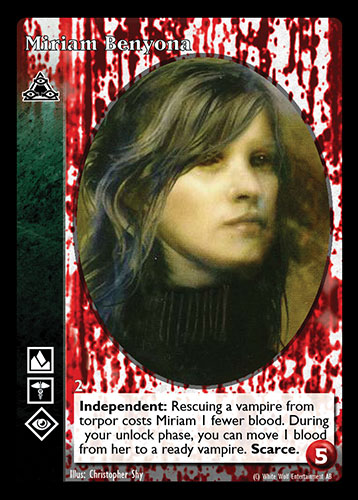 Miriam Benyona
2
Independent: Rescuing a vampire from
torpor costs Miriam 1 fewer blood. During
your unlock phase, you can move 1 blood
from her to a ready vampire. Scarce.
5
Illus: Christopher Shy
(C) White Wolf Entertainment AB